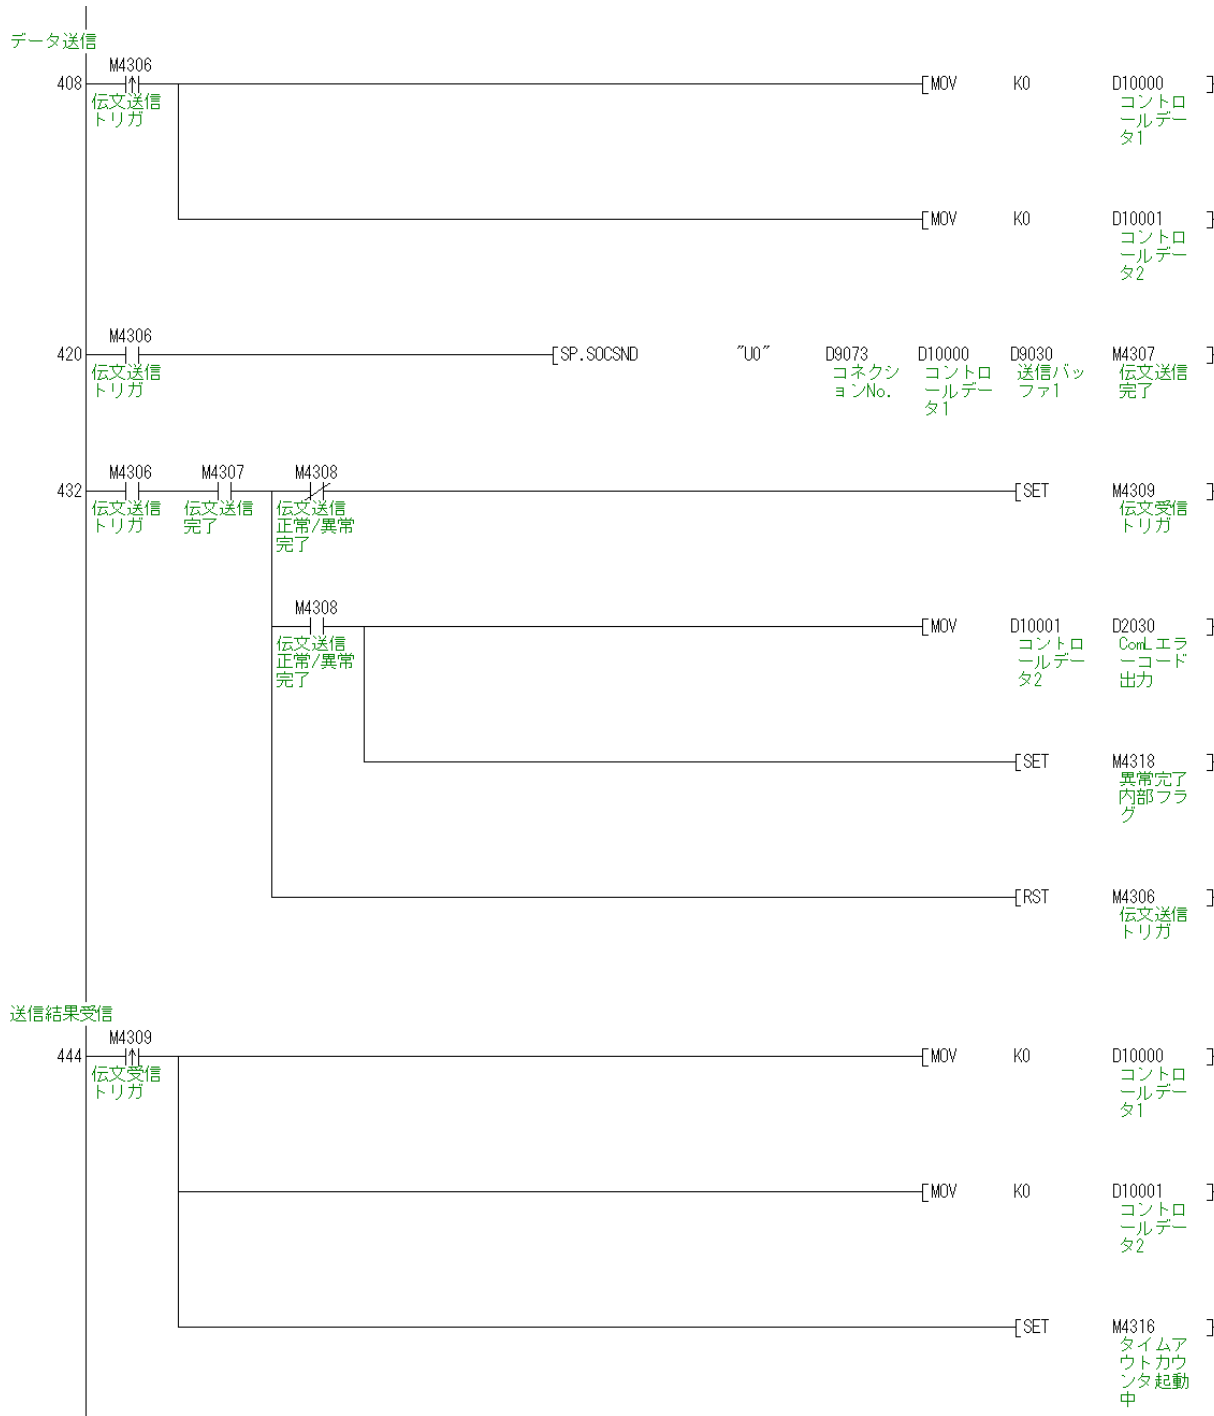 データ送信
M4306
408 [MOV K0 D10000 ]
伝文送信 コントロ
トリガ ールデー
タ1
[MOV K0 D10001 ]
コントロ
ールデー
タ2
M4306
420 [SP.SOCSND "U0" D9073 D10000 D9030 M4307 ]
伝文送信 コネクシ コントロ 送信バッ 伝文送信
トリガ ョンNo. ールデー ファ1 完了
タ1
M4306 M4307 M4308
432 [SET M4309 ]
伝文送信 伝文送信 伝文送信 伝文受信
トリガ 完了 正常/異常 トリガ
完了
M4308
[MOV D10001 D2030 ]
伝文送信 コントロ ComLエラ
正常/異常 ールデー ーコード
完了 タ2 出力
[SET M4318 ]
異常完了
内部フラ
グ
[RST M4306 ]
伝文送信
トリガ
送信結果受信
M4309
444 [MOV K0 D10000 ]
伝文受信 コントロ
トリガ ールデー
タ1
[MOV K0 D10001 ]
コントロ
ールデー
タ2
[SET M4316 ]
タイムア
ウトカウ
ンタ起動
中